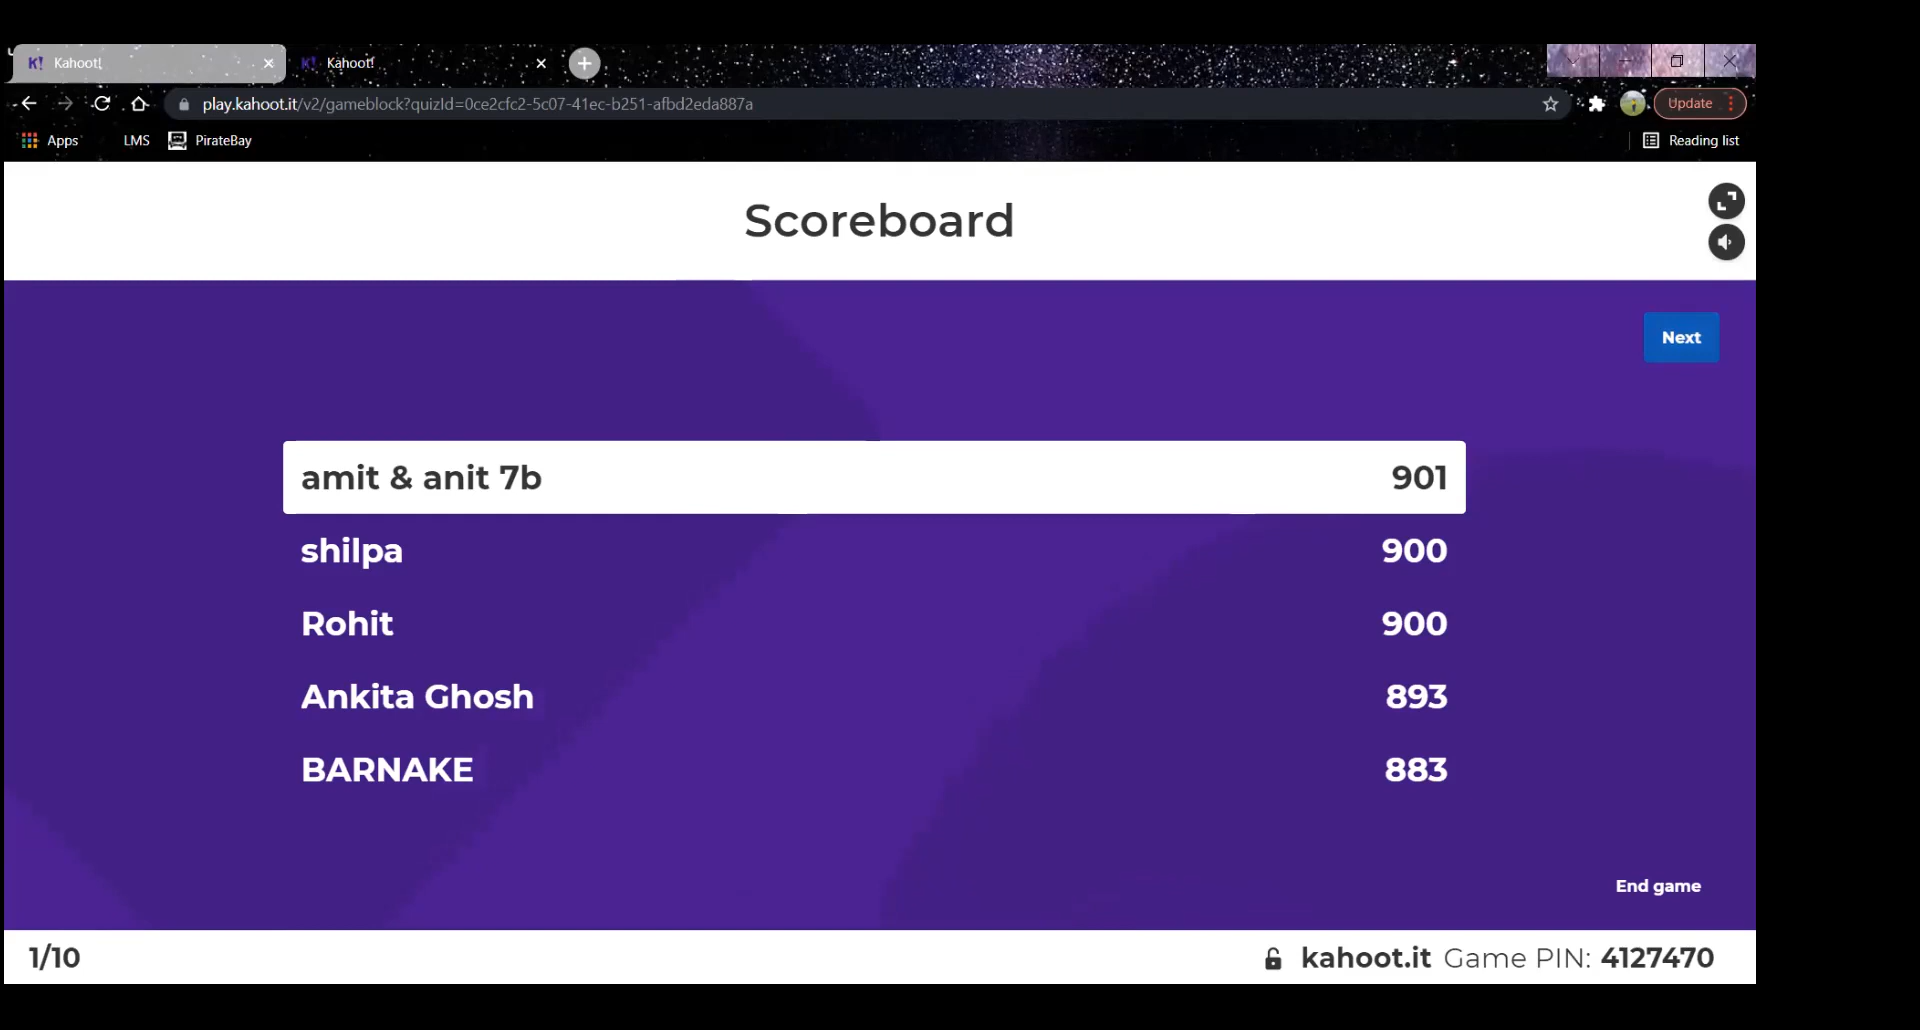 K! Kahoot! K! Kahoot!
play.kahoot.it/v2/gameblock?quizId=0ce2cfc2-5c07-41ec-b251-afbd2eda887a Update
Apps LMS PirateBay Reading list
Scoreboard
Next
amit & anit 7b 901
shilpa 900
Rohit 900
Ankita Ghosh 893
BARNAKE 883
End game
1/10 kahoot.it Game PIN: 4127470